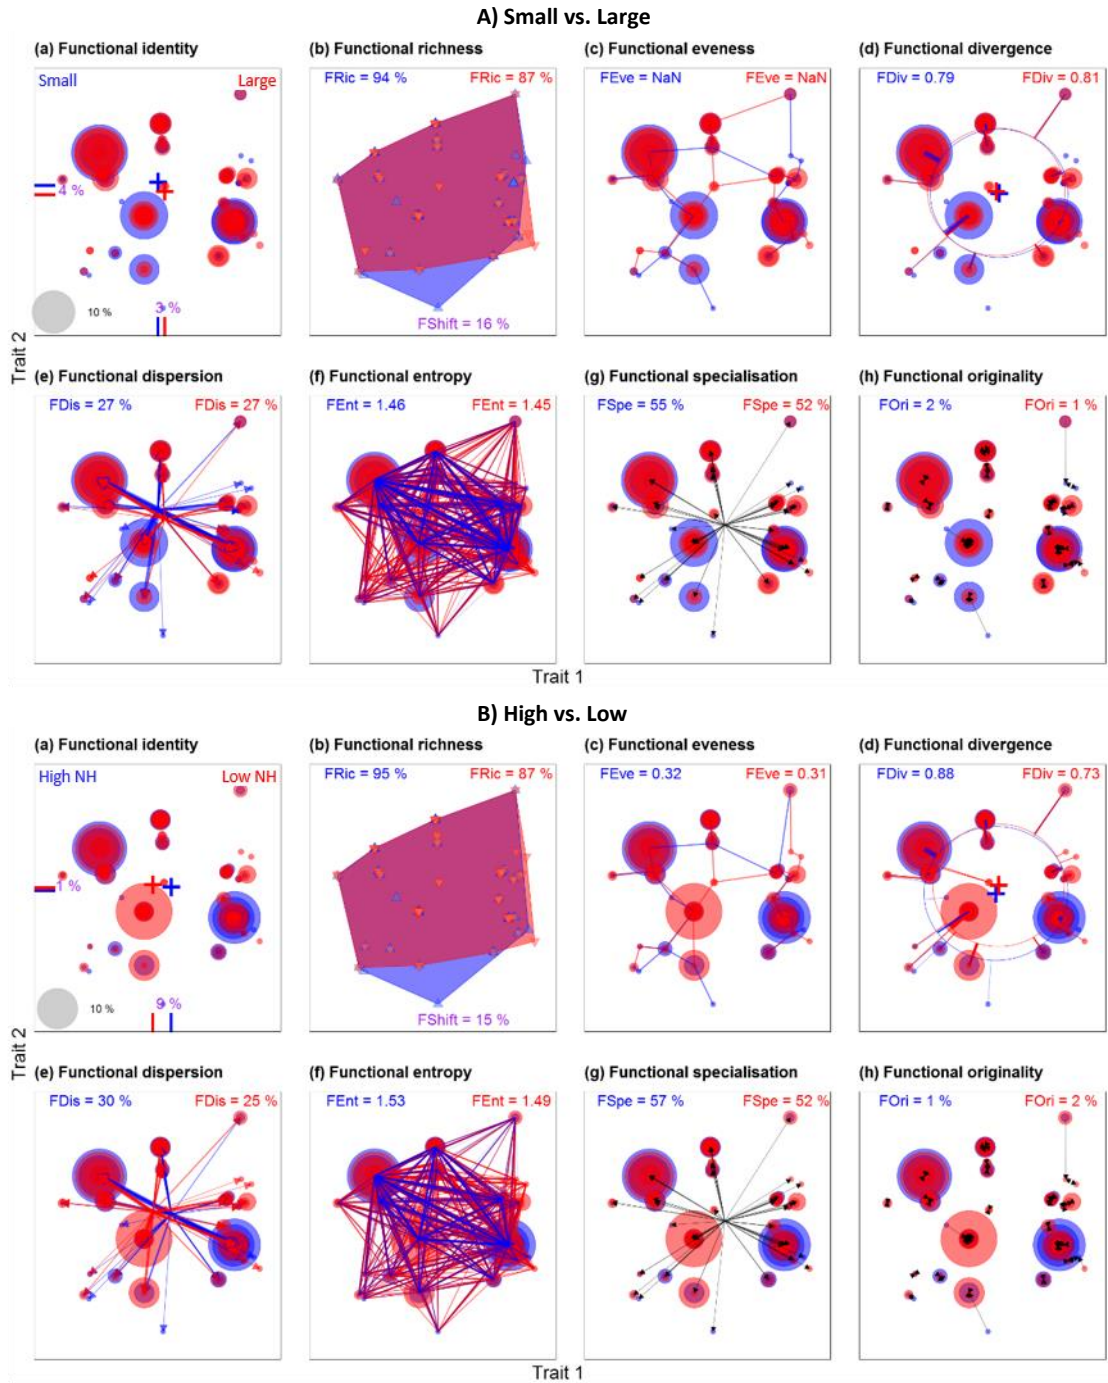 A) Small vs. Large
(a) Functional identity
(b) Functional richness
(c) Functional eveness
(d) Functional divergence
Small
Large
FRic = 94 %
FRic = 87 %
FEve = NaN
FEve = NaN
FDiv = 0.79
FDiv = 0.81
4 %
3 %
10 %
FShift = 16 %
Trait 2
(e) Functional dispersion
(f) Functional entropy
(g) Functional specialisation
(h) Functional originality
FDis = 27 %
FDis = 27 %
FEnt = 1.46
FEnt = 1.45
FSpe = 55 %
FSpe = 52 %
FOri = 2 %
FOri = 1 %
Trait 1
B) High vs. Low
(a) Functional identity
(b) Functional richness
(c) Functional eveness
(d) Functional divergence
High NH
Low NH
FRic = 95 %
FRic = 87 %
FEve = 0.32
FEve = 0.31
FDiv = 0.88
FDiv = 0.73
1 %
9 %
10 %
FShift = 15 %
Trait 2
(e) Functional dispersion
(f) Functional entropy
(g) Functional specialisation
(h) Functional originality
FDis = 30 %
FDis = 25 %
FEnt = 1.53
FEnt = 1.49
FSpe = 57 %
FSpe = 52 %
FOri = 1 %
FOri = 2 %
Trait 1